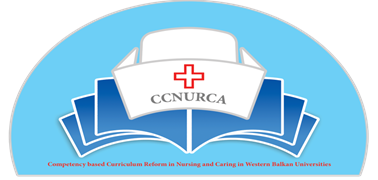 CCNURCA
Competency based Curriculum Reform in Nursing and Caring in Western Balkan Universities